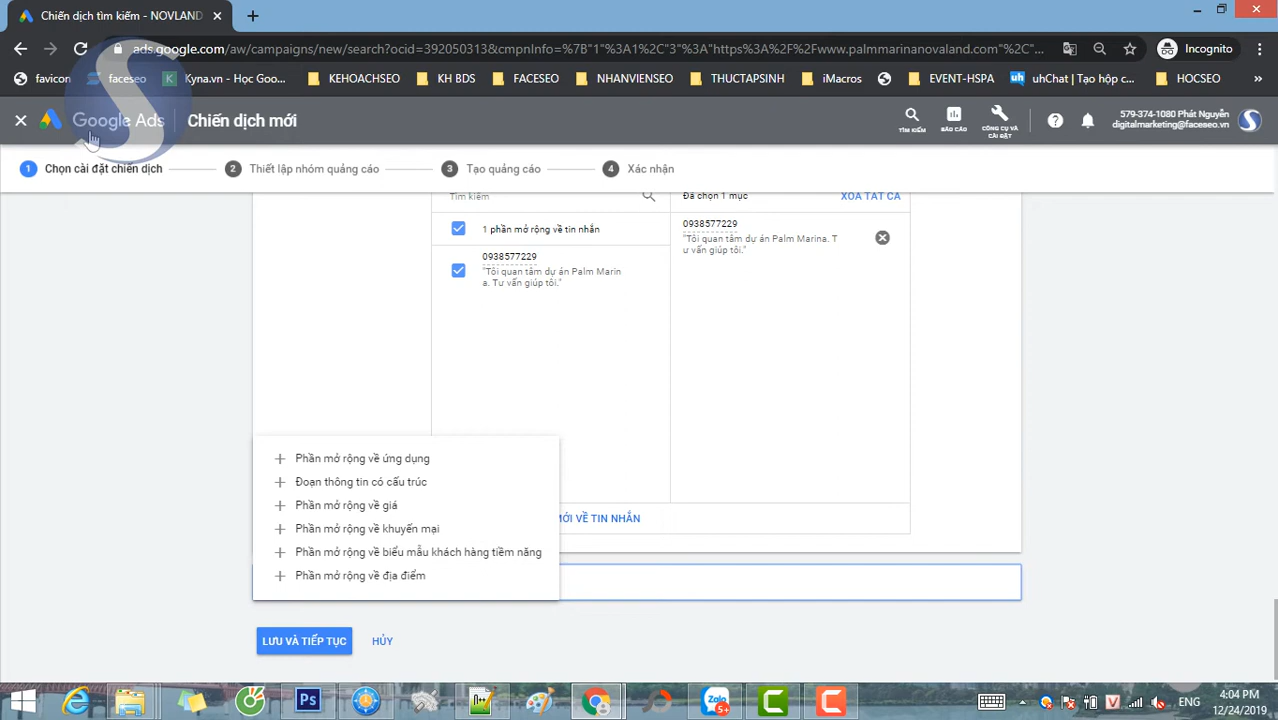 Chiến dịch tìm kiếm - NOVLAND
ads.google.com/aw/campaigns/new/search?ocid=392050313&cmpnInfo=%7B"1"%3A1%2C"3"%3A"https%3A%2F%2Fwww.palmmarinanovaland.com"%2C"...
Incognito
favicon
faceseo
Kyna.vn - Học Goo...
KEHOACHSEO
KH BDS
FACESEO
NHANVIENSEO
THUCTAPSINH
iMacros
EVENT-HSPA
uhChat | Tạo hộp c...
HOCSEO
»
Google Ads
Chiến dịch mới
TÌM KIẾM
BÁO CÁO
CÔNG CỤ VÀ CÀI ĐẶT
579-374-1080 Phát Nguyễn
digitalmarketing@faceseo.vn
1 Chọn cài đặt chiến dịch
2 Thiết lập nhóm quảng cáo
3 Tạo quảng cáo
4 Xác nhận
Tìm kiếm
Đã chọn 1 mục
XÓA TẤT CẢ
1 phần mở rộng về tin nhắn
0938577229
"Tôi quan tâm dự án Palm Marin
a. Tư vấn giúp tôi."
0938577229
"Tôi quan tâm dự án Palm Marina. T
ư vấn giúp tôi."
Phần mở rộng về ứng dụng
Đoạn thông tin có cấu trúc
Phần mở rộng về giá
Phần mở rộng về khuyến mại
Phần mở rộng về biểu mẫu khách hàng tiềm năng
Phần mở rộng về địa điểm
MỚI VỀ TIN NHẮN
LƯU VÀ TIẾP TỤC
HỦY
Ps
Zalo
5+
ENG
4:04 PM
12/24/2019